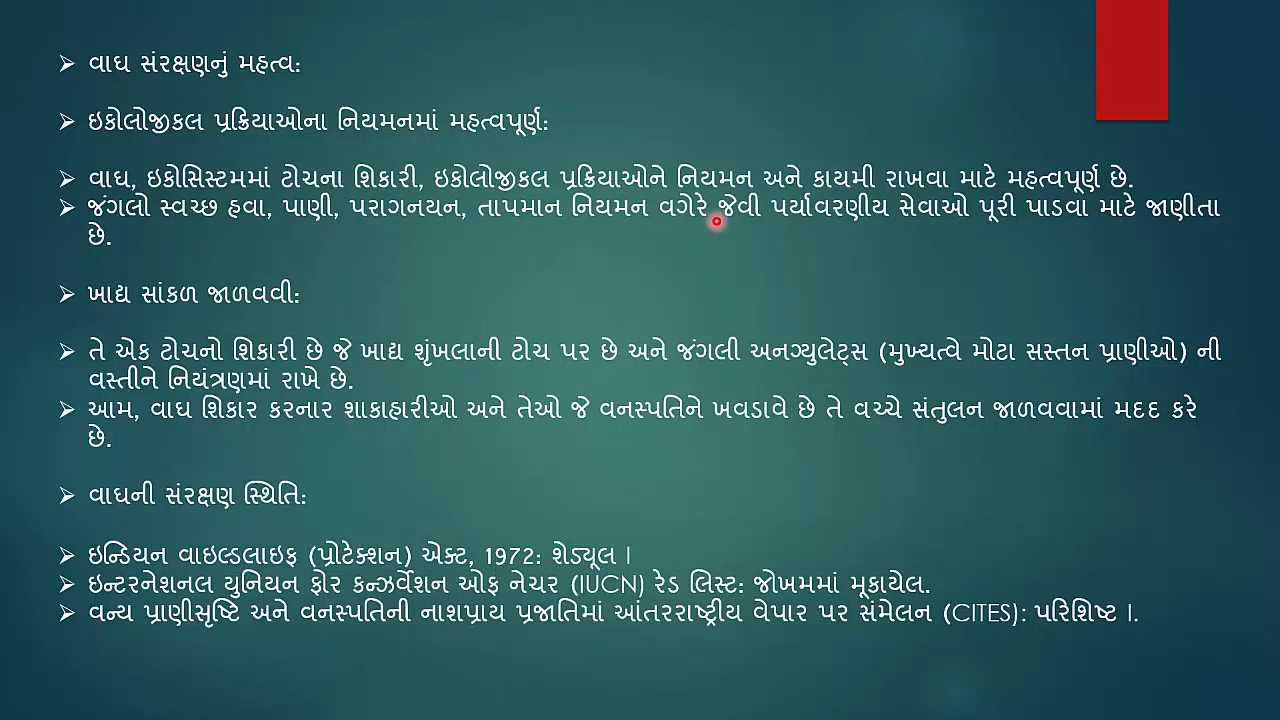 ➢ વાઘ સંરક્ષણનું મહત્વ:
➢ ઇકોલોજીકલ પ્રક્રિયાઓના નિયમનમાં મહત્વપૂર્ણ:
➢ વાઘ, ઇકોસિસ્ટમમાં ટોચના શિકારી, ઇકોલોજીકલ પ્રક્રિયાઓને નિયમન અને કાયમી રાખવા માટે મહત્વપૂર્ણ છે.
➢ જંગલો સ્વચ્છ હવા, પાણી, પરાગનયન, તાપમાન નિયમન વગેરે જેવી પર્યાવરણીય સેવાઓ પૂરી પાડવા માટે જાણીતા
છે.
➢ ખાદ્ય સાંકળ જાળવવી:
➢ તે એક ટોચનો શિકારી છે જે ખાદ્ય શૃંખલાની ટોચ પર છે અને જંગલી અનગ્યુલેટ્સ (મુખ્યત્વે મોટા સસ્તન પ્રાણીઓ) ની
વસ્તીને નિયંત્રણમાં રાખે છે.
➢ આમ, વાઘ શિકાર કરનાર શાકાહારીઓ અને તેઓ જે વનસ્પતિને ખવડાવે છે તે વચ્ચે સંતુલન જાળવવામાં મદદ કરે
છે.
➢ વાઘની સંરક્ષણ સ્થિતિ:
➢ ઇન્ડિયન વાઇલ્ડલાઇફ (પ્રોટેક્શન) એક્ટ, 1972: શેડ્યૂલ I
➢ ઇન્ટરનેશનલ યુનિયન ફોર કન્ઝર્વેશન ઓફ નેચર (IUCN) રેડ લિસ્ટ: જોખમમાં મૂકાયેલ.
➢ વન્ય પ્રાણીસૃષ્ટિ અને વનસ્પતિની નાશપ્રાય પ્રજાતિમાં આંતરરાષ્ટ્રીય વેપાર પર સંમેલન (CITES): પરિશિષ્ટ I.